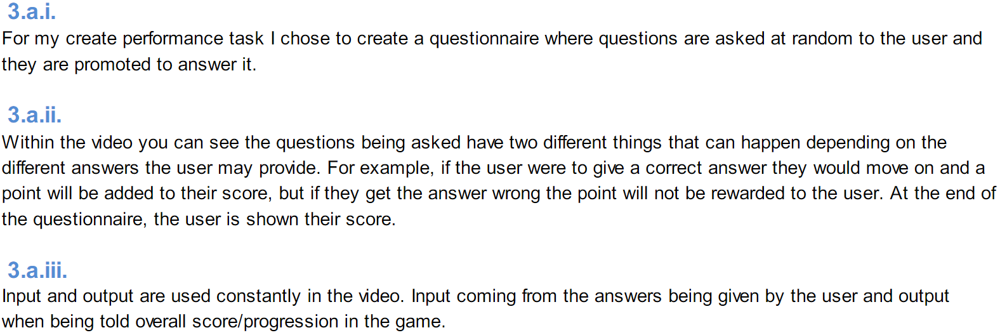 3.a.i.
For my create performance task I chose to create a questionnaire where questions are asked at random to the user and
they are promoted to answer it.
3.a.ii.
Within the video you can see the questions being asked have two different things that can happen depending on the
different answers the user may provide. For example, if the user were to give a correct answer they would move on and a
point will be added to their score, but if they get the answer wrong the point will not be rewarded to the user. At the end of
the questionnaire, the user is shown their score.
3.a.iii.
Input and output are used constantly in the video. Input coming from the answers being given by the user and output
when being told overall score/progression in the game.